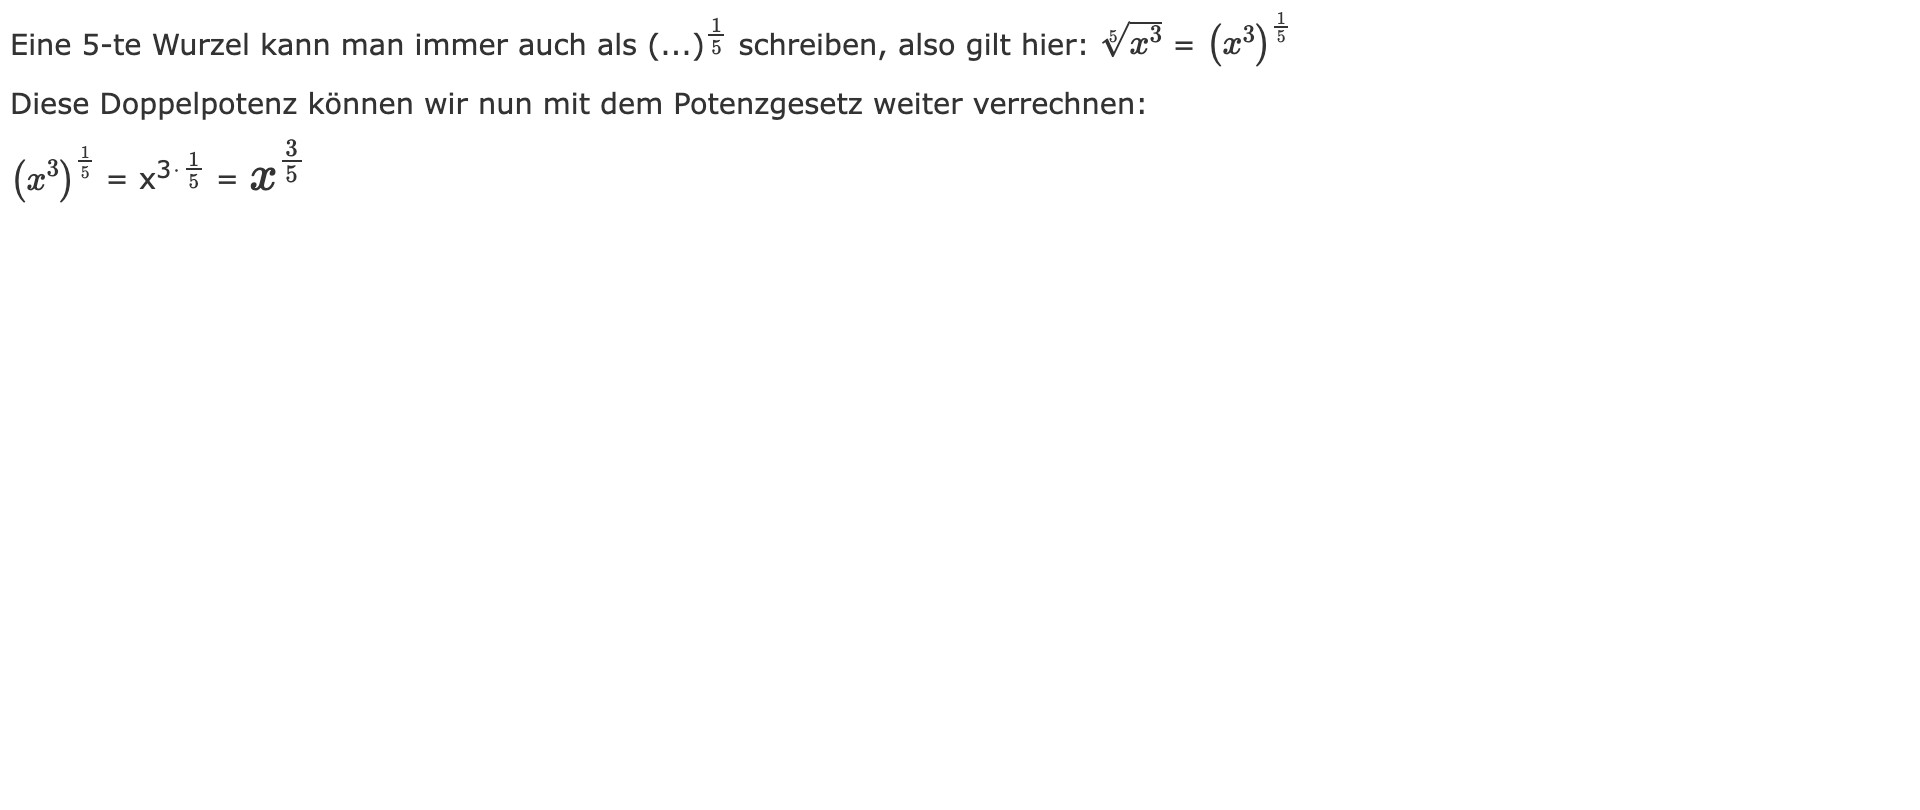 Eine 5-te Wurzel kann man immer auch als (...)^{\frac{1}{5}} schreiben, also gilt hier: \sqrt[5]{x^3} = (x^3)^{\frac{1}{5}}
Diese Doppelpotenz können wir nun mit dem Potenzgesetz weiter verrechnen:
(x^3)^{\frac{1}{5}} = x^{3 \cdot \frac{1}{5}} = x^{\frac{3}{5}}